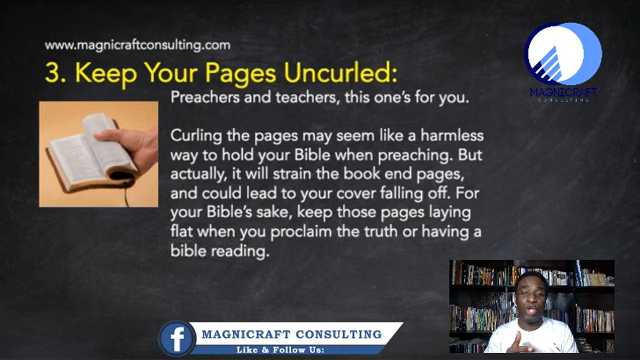 www.magnicraftconsulting.com
3. Keep Your Pages Uncurled:
Preachers and teachers, this one's for you.
Curling the pages may seem like a harmless
way to hold your Bible when preaching. But
actually, it will strain the book end pages,
and could lead to your cover falling off. For
your Bible's sake, keep those pages laying
flat when you proclaim the truth or having a
bible reading.
MAGNICRAFT
CONSULTING
f
MAGNICRAFT CONSULTING
Like & Follow Us: